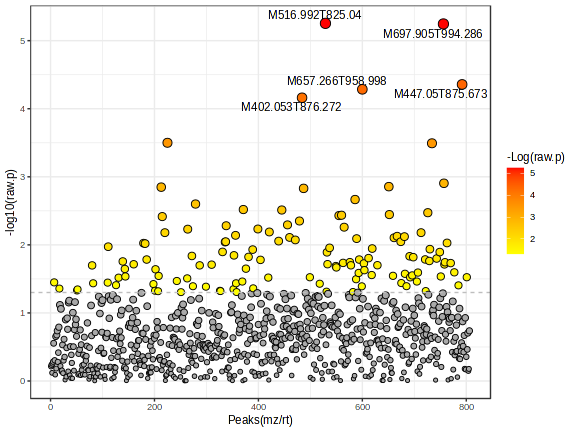 M516.992T825.04
M697.905T994.286
M657.266T958.998
M447.05T875.673
M402.053T876.272
-log10(raw.p)
5
4
3
2
1
0
0
200
400
600
800
Peaks(mz/rt)
-Log(raw.p)
5
4
3
2